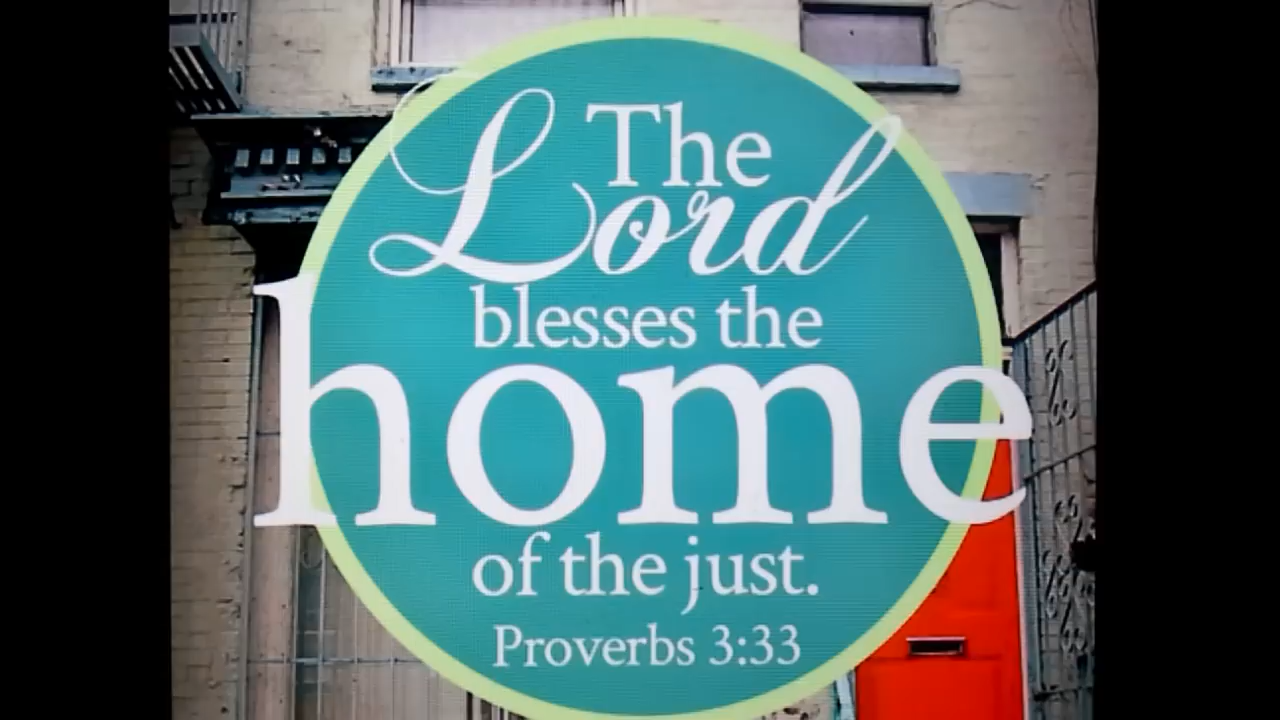 The
Lord
blesses the
home
of the just.
Proverbs 3:33